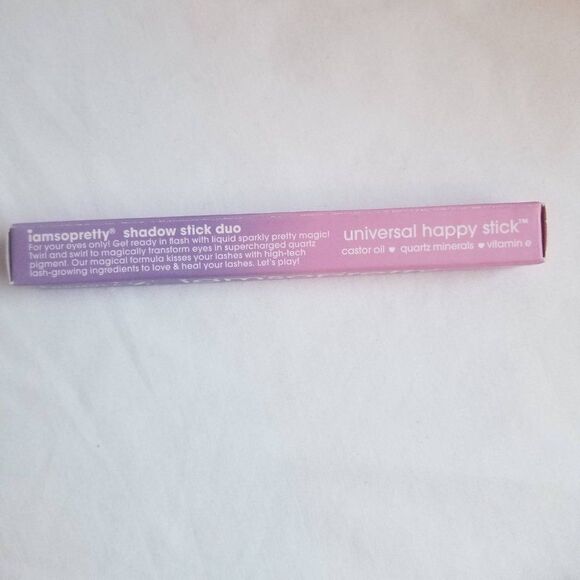 iamsopretty® shadow stick duo
For your eyes only! Get ready in flash with liquid sparkly pretty magic!
Twirl and swirl to magically transform eyes in supercharged quartz
pigment. Our magical formula kisses your lashes with high-tech
lash-growing ingredients to love & heal your lashes. Let's play!
universal happy stick™
castor oil ♥ quartz minerals ♥ vitamin e